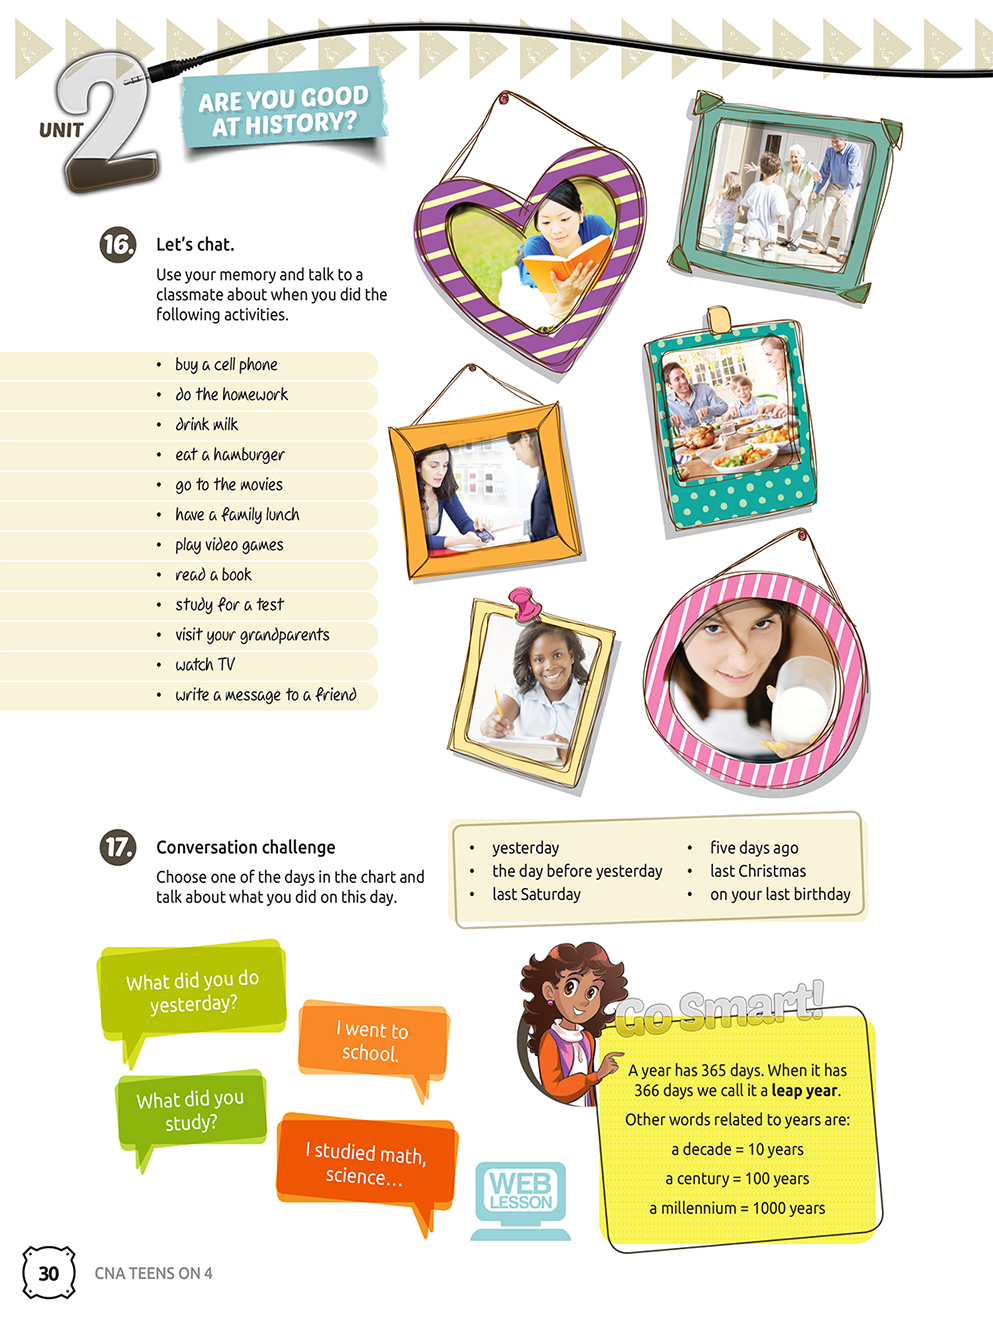 UNIT 2
ARE YOU GOOD
AT HISTORY?
16.
Let's chat.
Use your memory and talk to a
classmate about when you did the
following activities.
• buy a cell phone
• do the homework
• drink milk
• eat a hamburger
• go to the movies
• have a family lunch
• play video games
• read a book
• study for a test
• visit your grandparents
• watch TV
• write a message to a friend
17.
Conversation challenge
Choose one of the days in the chart and
talk about what you did on this day.
• yesterday
• the day before yesterday
• last Saturday
• five days ago
• last Christmas
• on your last birthday
What did you do
yesterday?
I went to
school.
What did you
study?
I studied math,
science...
WEB
LESSON
Go Smart!
A year has 365 days. When it has
366 days we call it a leap year.
Other words related to years are:
a decade = 10 years
a century = 100 years
a millennium = 1000 years
30
CNA TEENS ON 4